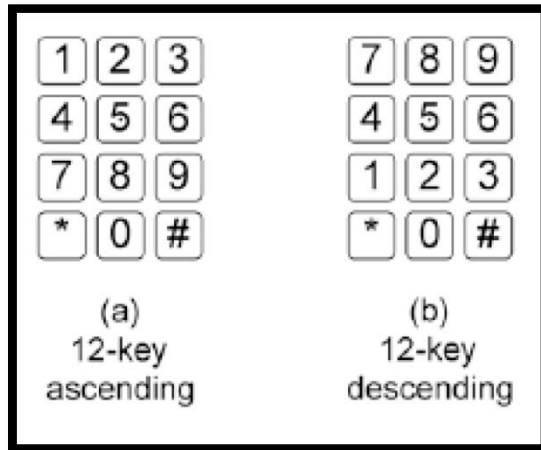 1 2 3 7 8 9
4 5 6 4 5 6
7 8 9 1 2 3
* 0 # * 0 #
(a) (b)
12-key 12-key
ascending descending